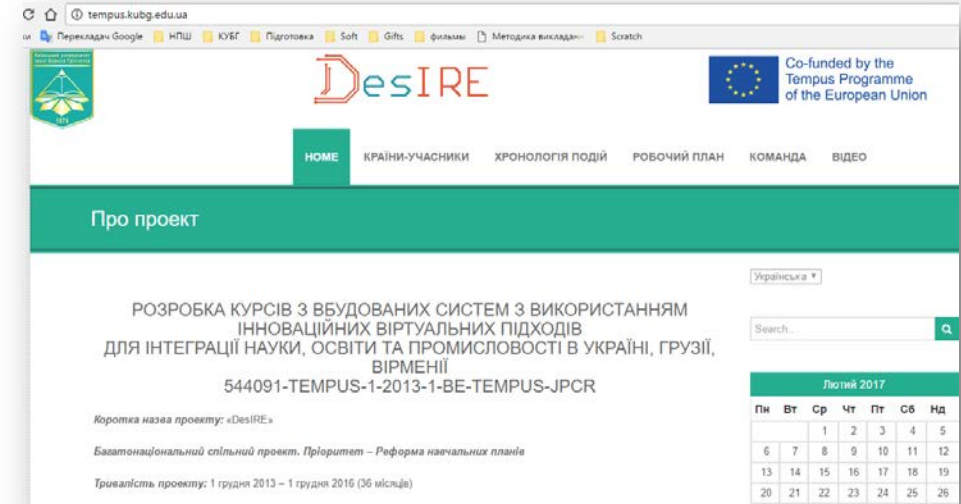 tempus.kubg.edu.ua
Перекладач Google НПШ КУБГ Підготовка Soft Gifts фильмы Методика викладан Scratch
1874
DesIRE
Co-funded by the
Tempus Programme
of the European Union
HOME КРАЇНИ-УЧАСНИКИ ХРОНОЛОГІЯ ПОДІЙ РОБОЧИЙ ПЛАН КОМАНДА ВІДЕО
Про проект
Українська
РОЗРОБКА КУРСІВ З ВБУДОВАНИХ СИСТЕМ З ВИКОРИСТАННЯМ
ІННОВАЦІЙНИХ ВІРТУАЛЬНИХ ПІДХОДІВ
ДЛЯ ІНТЕГРАЦІЇ НАУКИ, ОСВІТИ ТА ПРОМИСЛОВОСТІ В УКРАЇНІ, ГРУЗІЇ,
ВІРМЕНІЇ
544091-TEMPUS-1-2013-1-BE-TEMPUS-JPCR
Коротка назва проекту: «DesIRE»
Багатонаціональний спільний проект. Пріоритет – Реформа навчальних планів
Тривалість проекту: 1 грудня 2013 – 1 грудня 2016 (36 місяців)
Search..
Лютий 2017
Пн Вт Ср Чт Пт Сб Нд
1 2 3 4 5
6 7 8 9 10 11 12
13 14 15 16 17 18 19
20 21 22 23 24 25 26